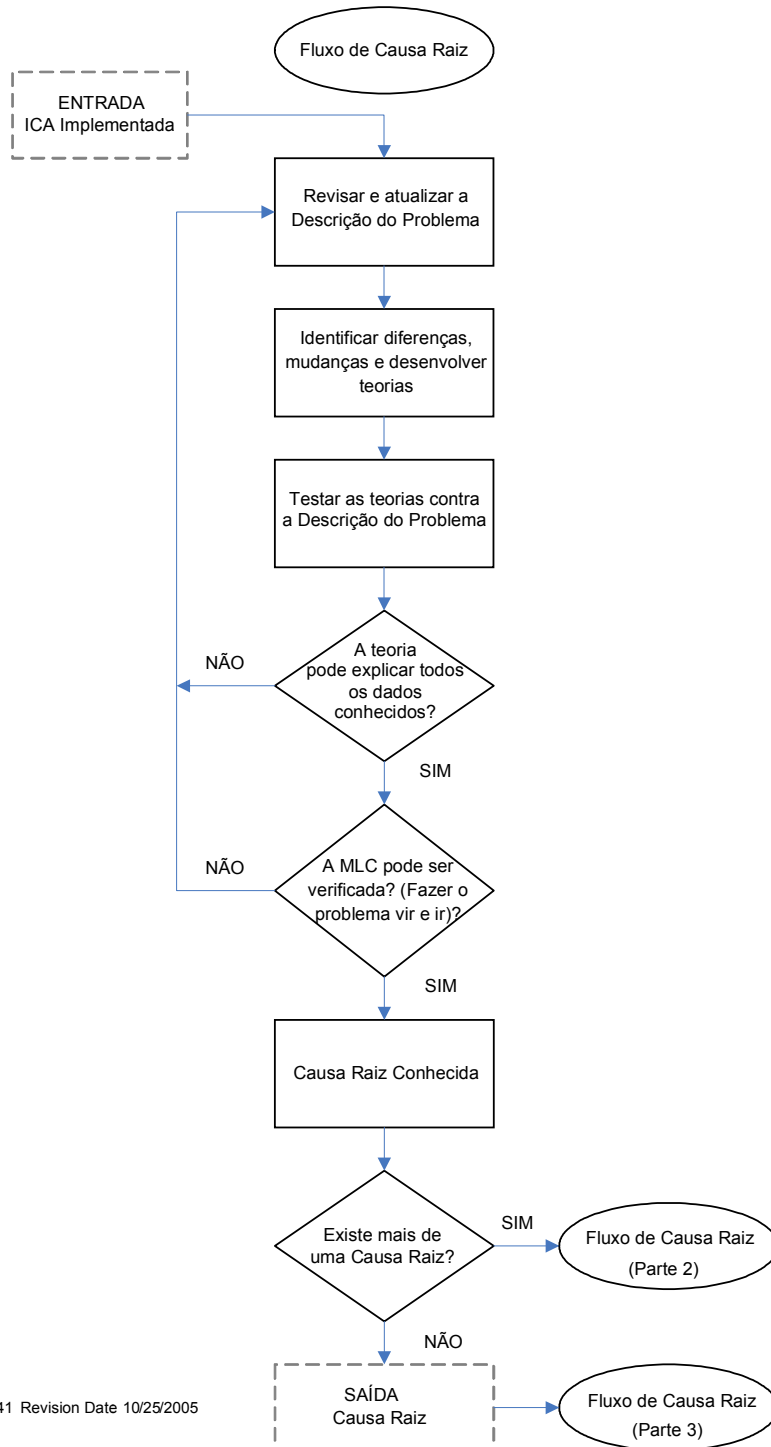 Fluxo de Causa Raiz
ENTRADA
ICA Implementada
Revisar e atualizar a
Descrição do Problema
Identificar diferenças,
mudanças e desenvolver
teorias
Testar as teorias contra
a Descrição do Problema
A teoria
pode explicar todos
os dados
conhecidos?
NÃO
SIM
A MLC pode ser
verificada? (Fazer o
problema vir e ir)?
NÃO
SIM
Causa Raiz Conhecida
Existe mais de
uma Causa Raiz?
SIM
Fluxo de Causa Raiz
(Parte 2)
NÃO
SAÍDA
Causa Raiz
Fluxo de Causa Raiz
(Parte 3)
41 Revision Date 10/25/2005